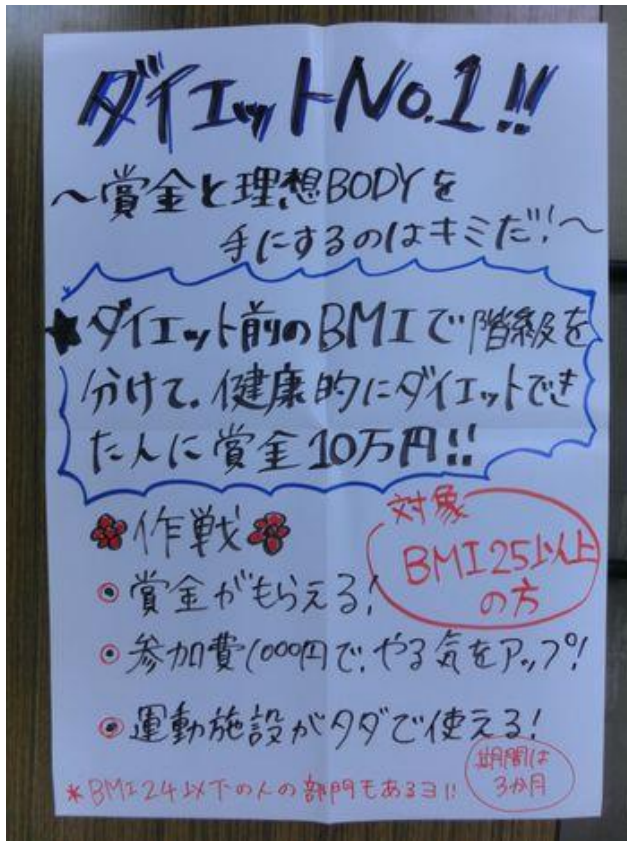 ダイエットNo.1!!
～賞金と理想BODYを
手にするのはキミだ!～
★ダイエット前のBMIで階級を
分けて。健康的にダイエットでき
た人に賞金10万円!!
作戦
対象
BMI25以上
の方
◉賞金がもらえる!
◉参加費1000円で、やる気をアップ!
◉運動施設がタダで使える!
期間は
3か月
*BMI24以下の人の部門もあるヨ!!